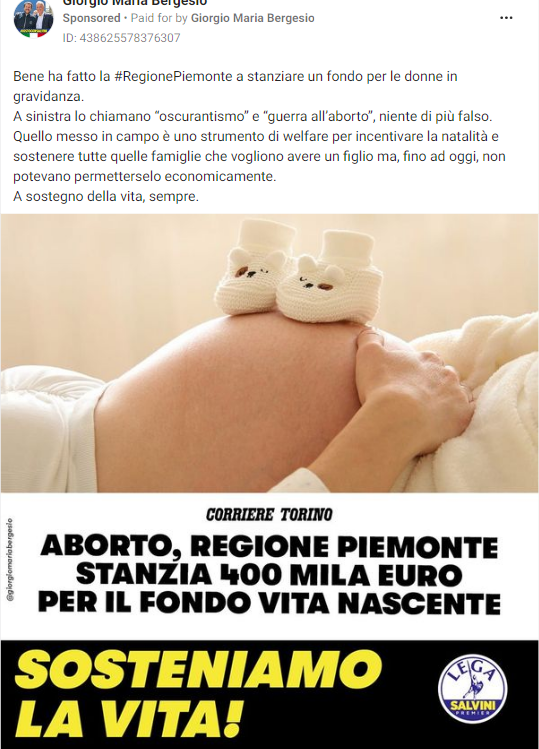 Giorgio Maria Bergesio
Sponsored • Paid for by Giorgio Maria Bergesio
ID: 438625578376307
Bene ha fatto la #RegionePiemonte a stanziare un fondo per le donne in
gravidanza.
A sinistra lo chiamano “oscurantismo” e “guerra all’aborto”, niente di più falso.
Quello messo in campo è uno strumento di welfare per incentivare la natalità e
sostenere tutte quelle famiglie che vogliono avere un figlio ma, fino ad oggi, non
potevano permetterselo economicamente.
A sostegno della vita, sempre.
@giorgiomariabergesio
CORRIERE TORINO
ABORTO, REGIONE PIEMONTE
STANZIA 400 MILA EURO
PER IL FONDO VITA NASCENTE
SOSTENIAMO
LA VITA!
LEGA
SALVINI
PREMIER